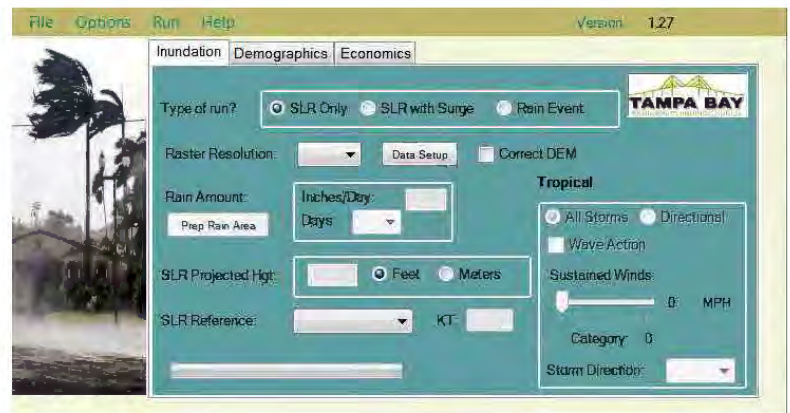 File Options Run Help Version 1.27
Inundation Demographics Economics
Type of run? SLR Only SLR with Surge Rain Event
TAMPA BAY
Raster Resolution: Data Setup Correct DEM
Tropical
Rain Amount: Inches/Day:
Prep Rain Area Days
All Storms Directional
Wave Action
SLR Projected Hgt: Feet Meters
Sustained Winds
0 MPH
SLR Reference: KT:
Category: 0
Storm Direction: